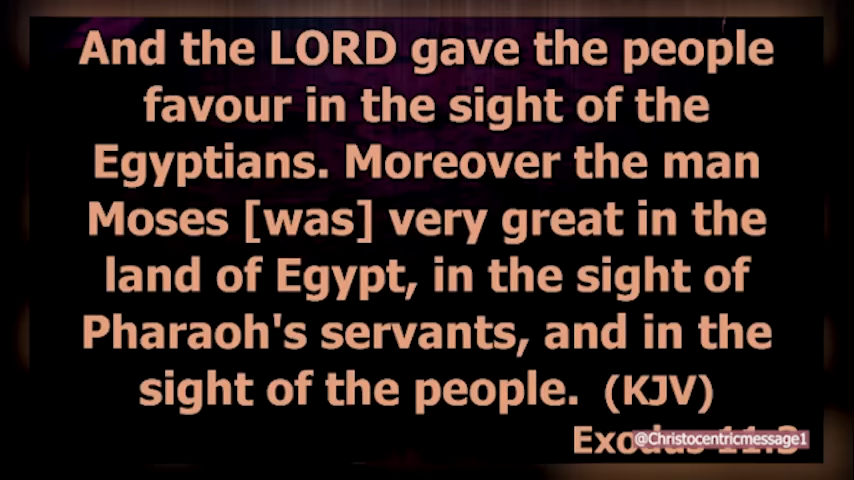 And the LORD gave the people
favour in the sight of the
Egyptians. Moreover the man
Moses [was] very great in the
land of Egypt, in the sight of
Pharaoh's servants, and in the
sight of the people. (KJV)
Exodus 11:3
@Christocentricmessage1